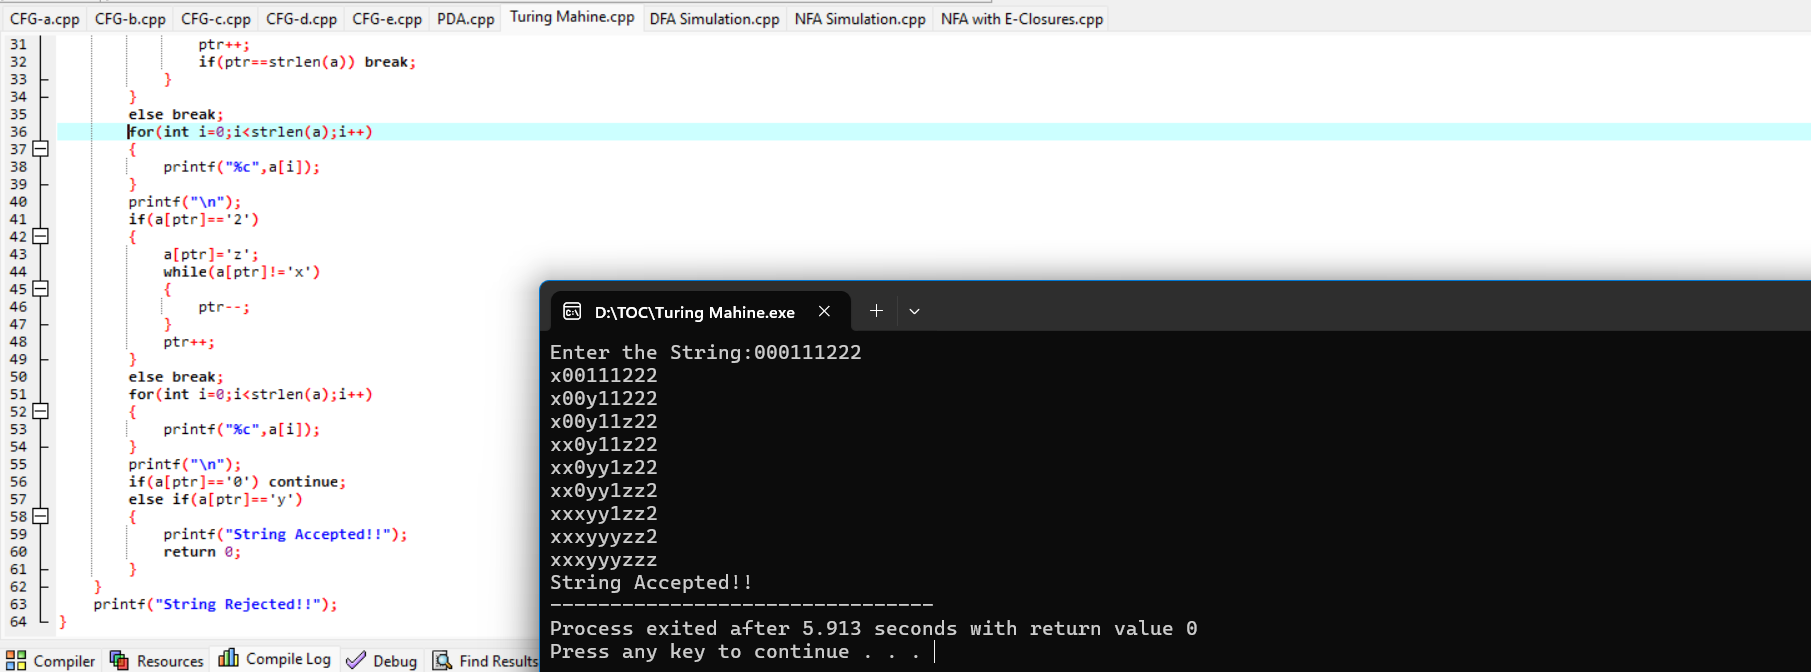 CFG-a.cpp CFG-b.cpp CFG-c.cpp CFG-d.cpp CFG-e.cpp PDA.cpp Turing Mahine.cpp DFA Simulation.cpp NFA Simulation.cpp NFA with E-Closures.cpp
31 ptr++;
32 if(ptr==strlen(a)) break;
33 }
34 }
35 else break;
36 for(int i=0;i<strlen(a);i++)
37 {
38 printf("%c",a[i]);
39 }
40 printf("\n");
41 if(a[ptr]=='2')
42 {
43 a[ptr]='z';
44 while(a[ptr]!='x')
45 {
46 ptr--;
47 }
48 ptr++;
49 }
50 else break;
51 for(int i=0;i<strlen(a);i++)
52 {
53 printf("%c",a[i]);
54 }
55 printf("\n");
56 if(a[ptr]=='0') continue;
57 else if(a[ptr]=='y')
58 {
59 printf("String Accepted!!");
60 return 0;
61 }
62 }
63 printf("String Rejected!!");
64 }
Compiler Resources Compile Log Debug Find Results
D:\TOC\Turing Mahine.exe
Enter the String:000111222
x00111222
x00y11222
x00y11z22
xx0y11z22
xx0yy1z22
xx0yy1zz2
xxxyy1zz2
xxxyyyzz2
xxxyyyzzz
String Accepted!!
--------------------------------
Process exited after 5.913 seconds with return value 0
Press any key to continue . . .